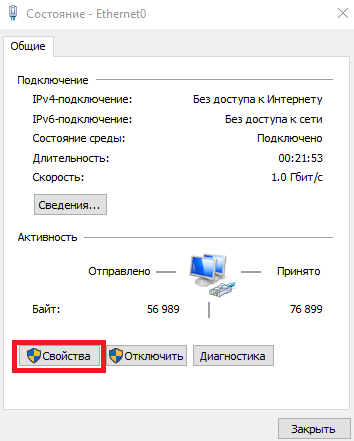 Состояние - Ethernet0
Общие
Подключение
IPv4-подключение: Без доступа к Интернету
IPv6-подключение: Без доступа к сети
Состояние среды: Подключено
Длительность: 00:21:53
Скорость: 1.0 Гбит/с
Сведения...
Активность
Отправлено Принято
Байт: 56 989 76 899
Свойства Отключить Диагностика
Закрыть